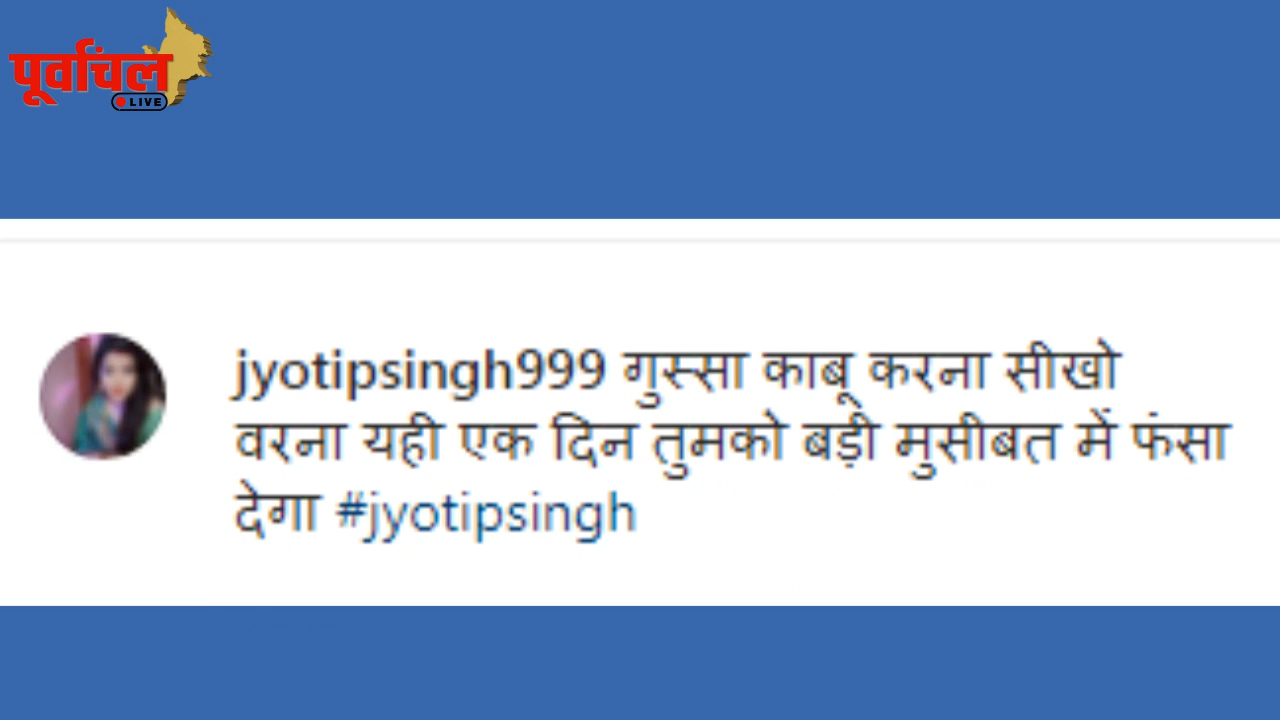 पूर्वांचल
LIVE
jyotipsingh999 गुस्सा काबू करना सीखो
वरना यही एक दिन तुमको बड़ी मुसीबत में फंसा
देगा #jyotipsingh